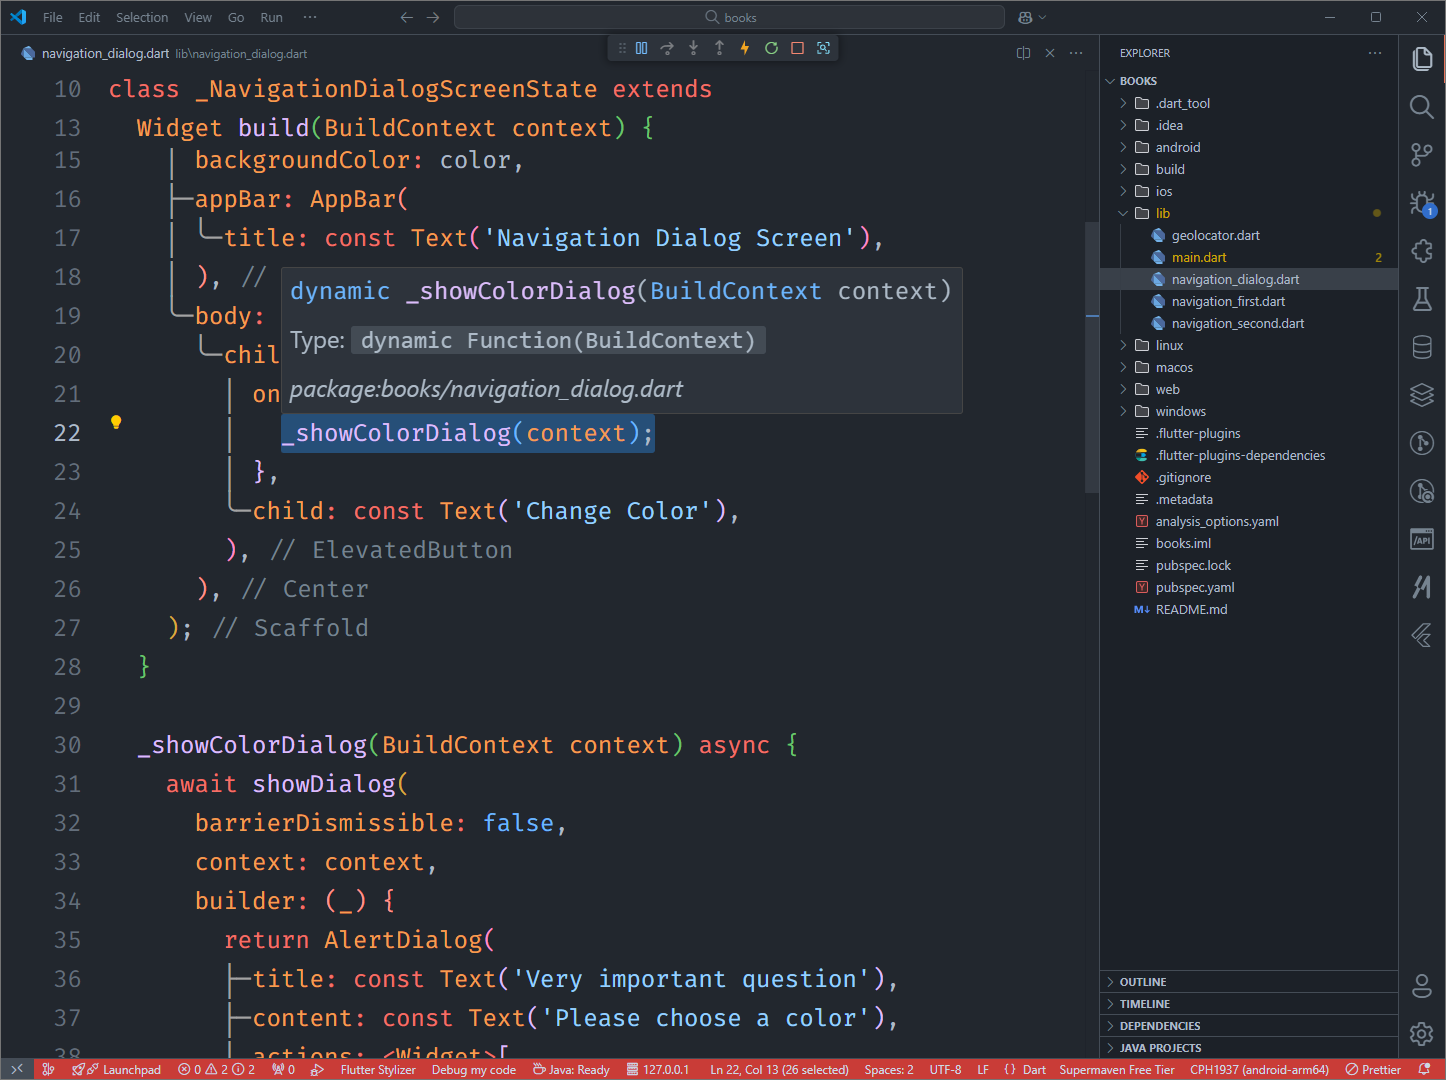 File Edit Selection View Go Run ··· books
navigation_dialog.dart lib\navigation_dialog.dart
10 class _NavigationDialogScreenState extends
13 Widget build(BuildContext context) {
15 backgroundColor: color,
16 appBar: AppBar(
17 title: const Text('Navigation Dialog Screen'),
18 ), //
19 body:
20 chil
21 on
22 _showColorDialog(context);
23 },
24 child: const Text('Change Color'),
25 ), // ElevatedButton
26 ), // Center
27 ); // Scaffold
28 }
29
30 _showColorDialog(BuildContext context) async {
31 await showDialog(
32 barrierDismissible: false,
33 context: context,
34 builder: (_) {
35 return AlertDialog(
36 title: const Text('Very important question'),
37 content: const Text('Please choose a color'),
38 actions: <Widget>[
dynamic _showColorDialog(BuildContext context)
Type: dynamic Function(BuildContext)
package:books/navigation_dialog.dart
EXPLORER ···
BOOKS
.dart_tool
.idea
android
build
ios
lib
geolocator.dart
main.dart 2
navigation_dialog.dart
navigation_first.dart
navigation_second.dart
linux
macos
web
windows
.flutter-plugins
.flutter-plugins-dependencies
.gitignore
.metadata
analysis_options.yaml
books.iml
pubspec.lock
pubspec.yaml
README.md
OUTLINE
TIMELINE
DEPENDENCIES
JAVA PROJECTS
1
/API
Launchpad 0 2 2 0 Flutter Stylizer Debug my code Java: Ready 127.0.0.1 Ln 22, Col 13 (26 selected) Spaces: 2 UTF-8 LF { } Dart Supermaven Free Tier CPH1937 (android-arm64) Prettier